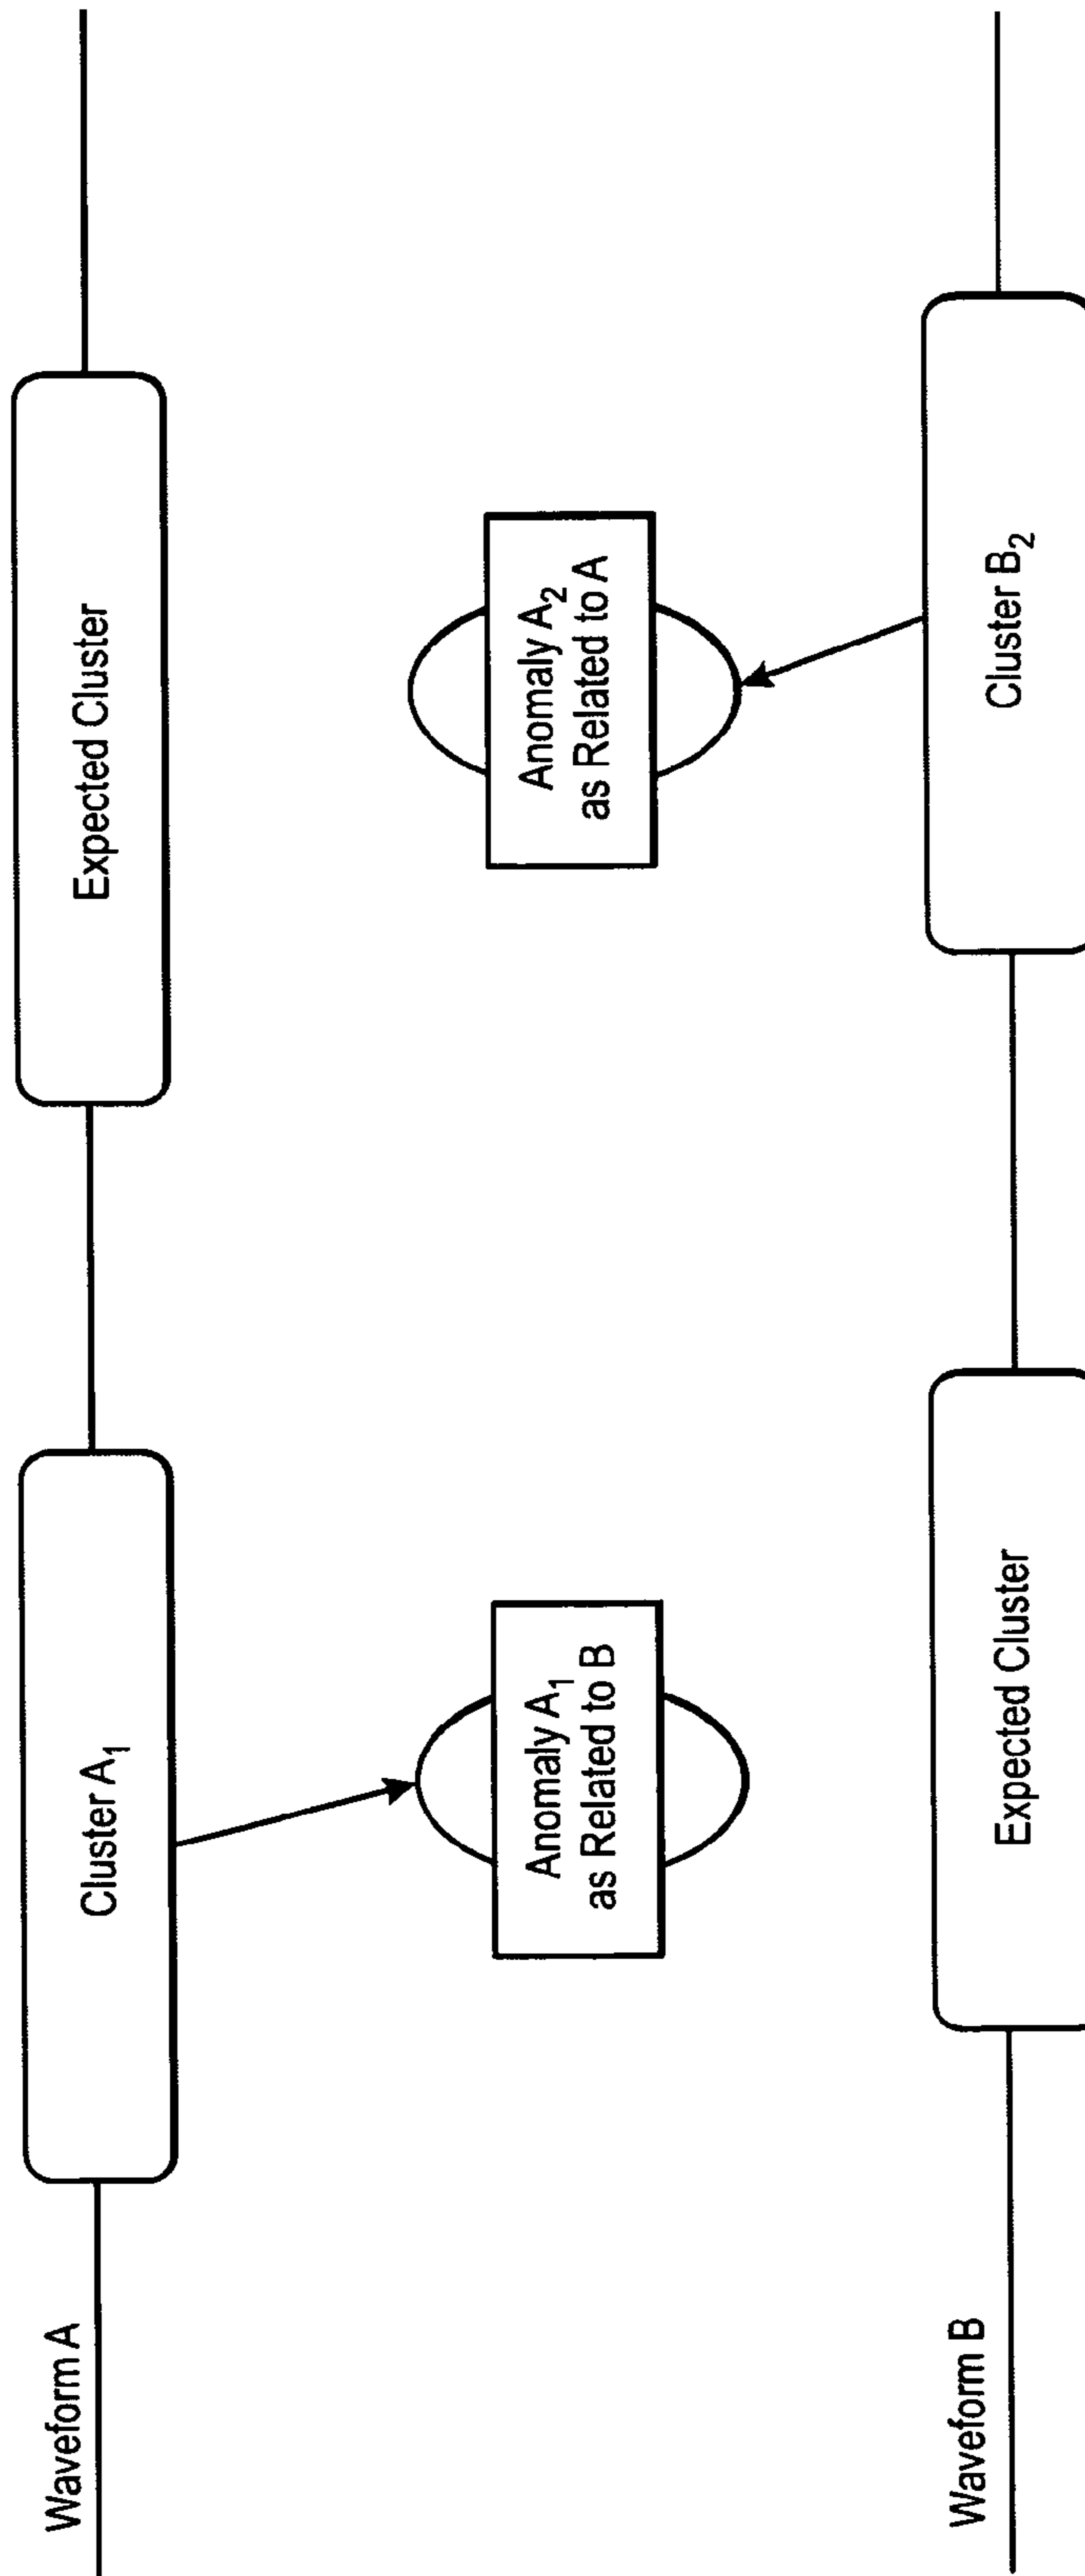 Waveform A
Cluster A₁
Expected Cluster
Anomaly A₁
as Related to B
Anomaly A₂
as Related to A
Waveform B
Expected Cluster
Cluster B₂